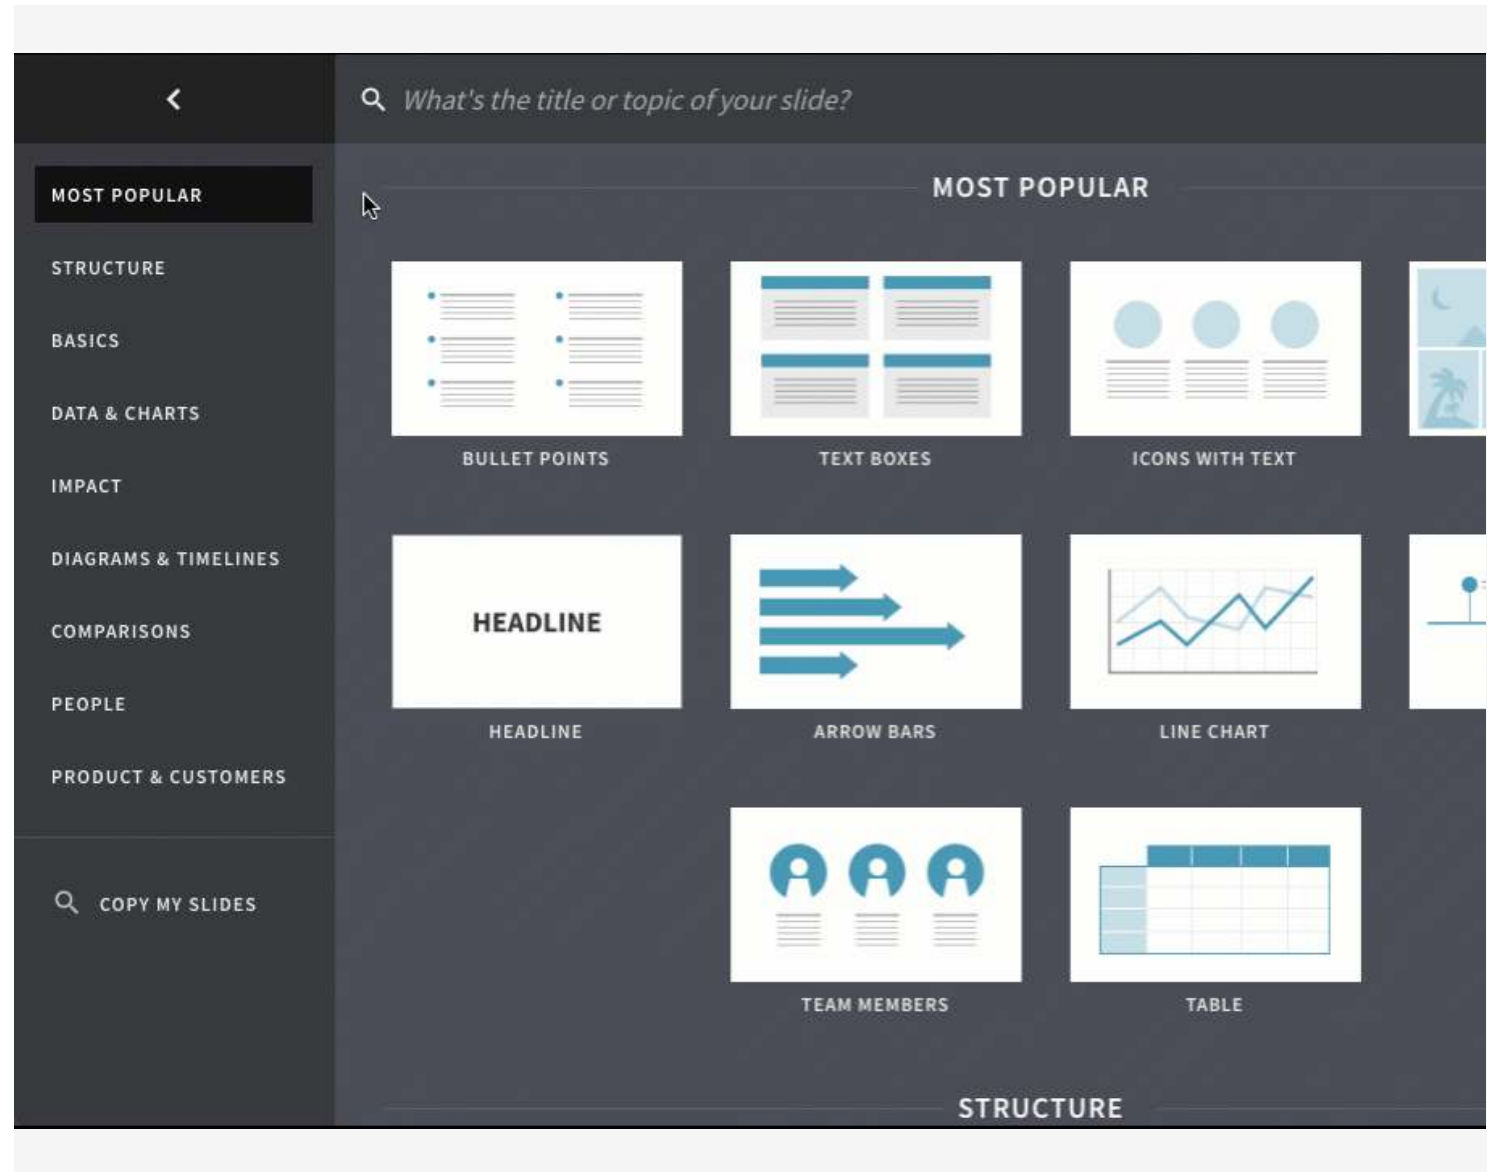 What's the title or topic of your slide?
MOST POPULAR
STRUCTURE
BASICS
DATA & CHARTS
IMPACT
DIAGRAMS & TIMELINES
COMPARISONS
PEOPLE
PRODUCT & CUSTOMERS
COPY MY SLIDES
MOST POPULAR
BULLET POINTS
TEXT BOXES
ICONS WITH TEXT
HEADLINE
HEADLINE
ARROW BARS
LINE CHART
TEAM MEMBERS
TABLE
STRUCTURE